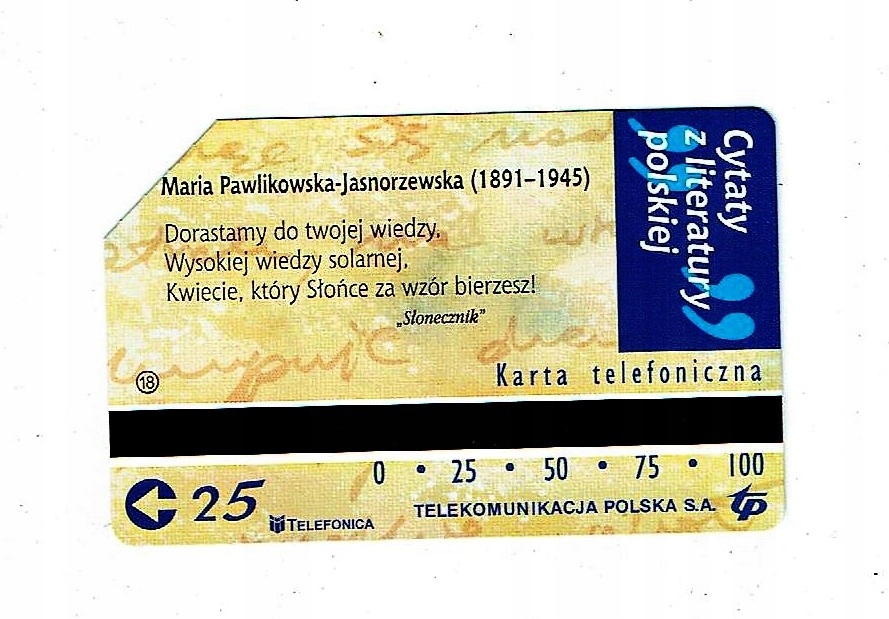 Maria Pawlikowska-Jasnorzewska (1891–1945)
Dorastamy do twojej wiedzy,
Wysokiej wiedzy solarnej,
Kwiecie, który Słońce za wzór bierzesz!
„Słonecznik”
Cytaty
z literatury
polskiej
18
Karta telefoniczna
0 • 25 • 50 • 75 • 100
25
TELEFONICA
TELEKOMUNIKACJA POLSKA S.A. tp